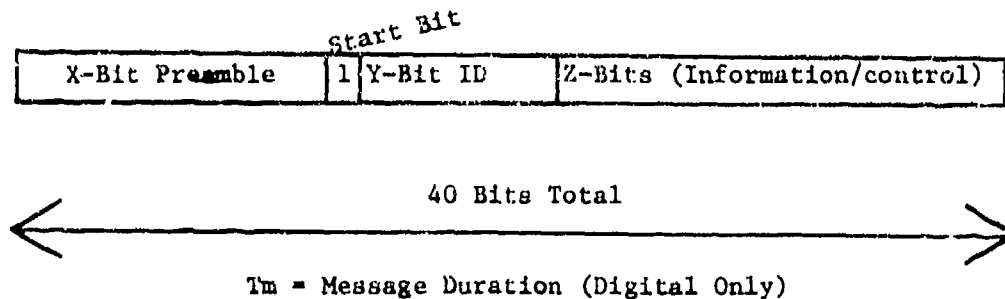 Start Bit
X-Bit Preamble 1 Y-Bit ID Z-Bits (Information/control)
40 Bits Total
Tm = Message Duration (Digital Only)